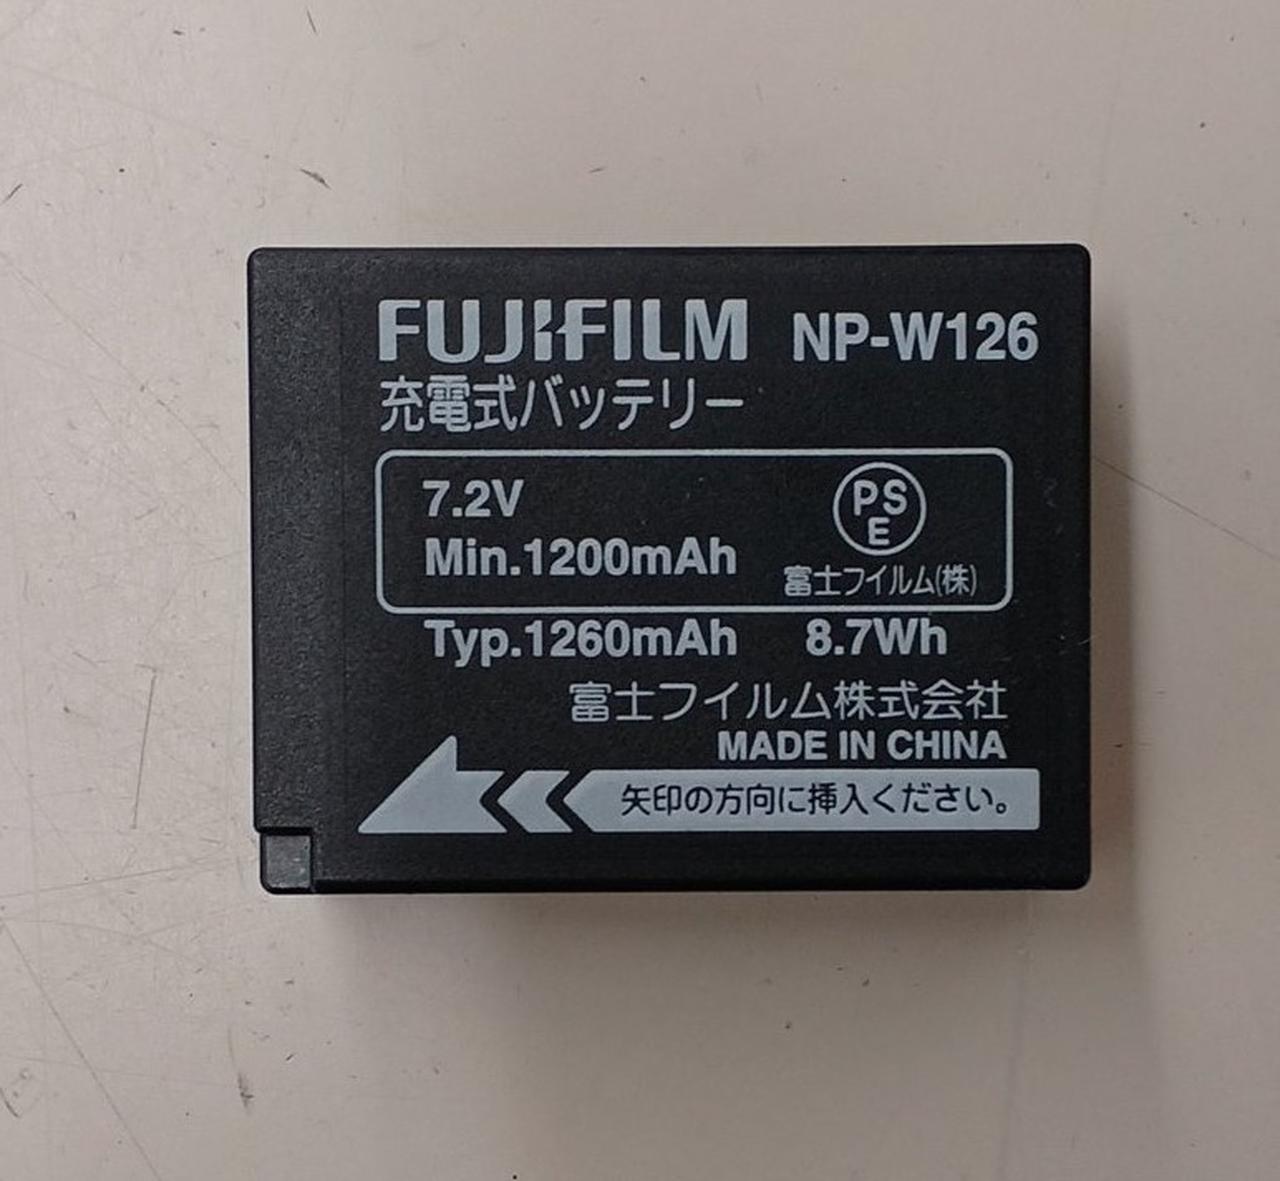 FUJIFILM NP-W126
充電式バッテリー
7.2V
Min.1200mAh
PS
E
富士フイルム(株)
Typ.1260mAh 8.7Wh
富士フイルム株式会社
MADE IN CHINA
矢印の方向に挿入ください。